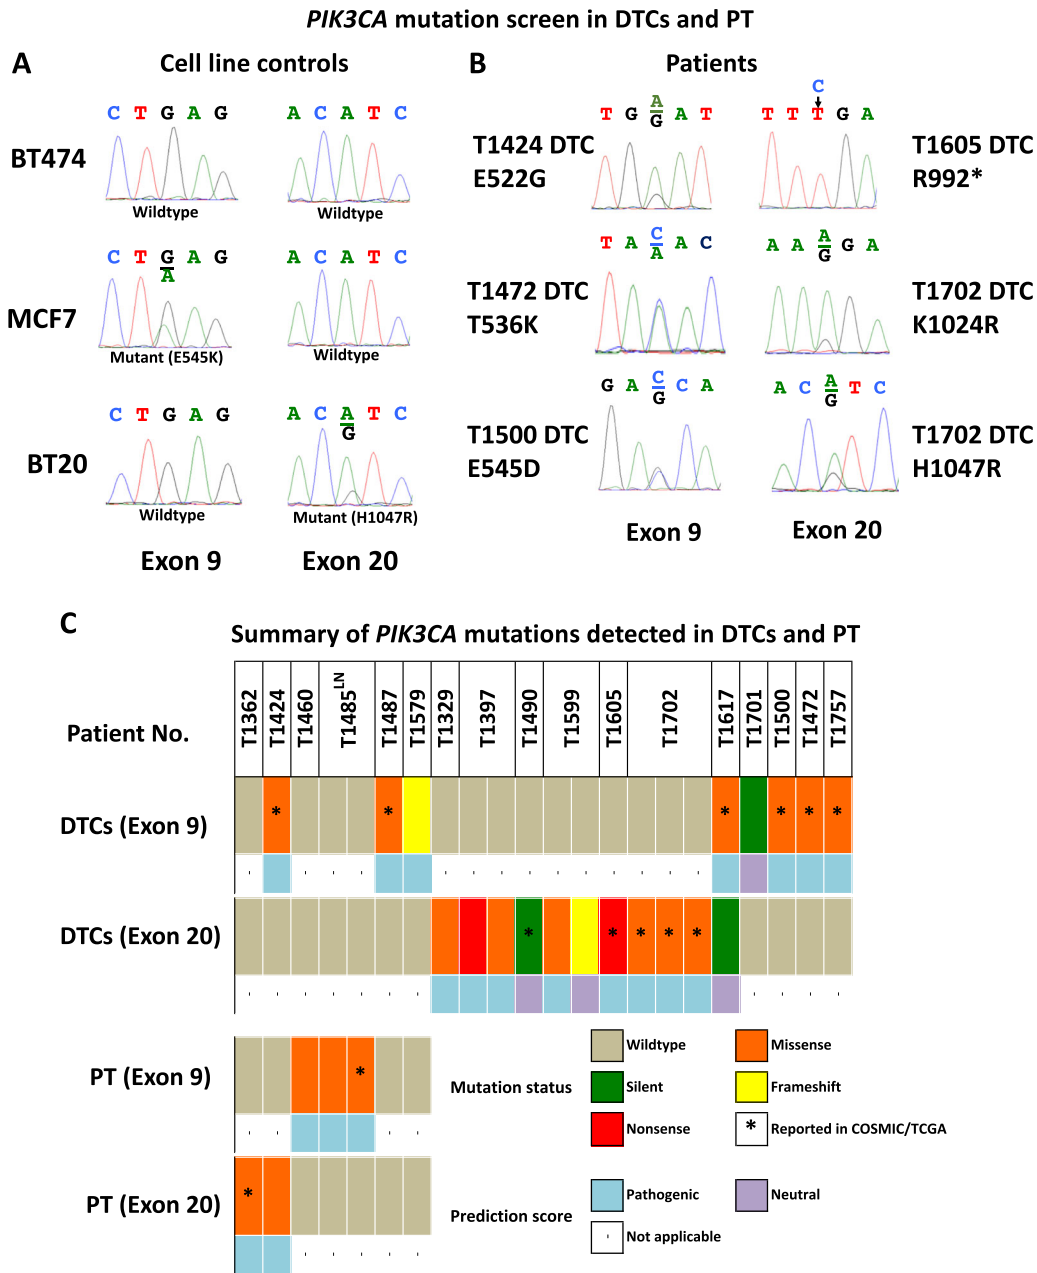 PIK3CA mutation screen in DTCs and PT
A
Cell line controls
C T G A G
A C A T C
BT474
Wildtype
Wildtype
C T G A G
A
A C A T C
MCF7
Mutant (E545K)
Wildtype
C T G A G
A C A T C
G
BT20
Wildtype
Mutant (H1047R)
Exon 9
Exon 20
B
Patients
A
T G G A T
C
T T T G A
T1424 DTC
E522G
T1605 DTC
R992*
C
T A A A C
A A A G A
G
T1472 DTC
T536K
T1702 DTC
K1024R
G A C C A
G
A C A T C
G
T1500 DTC
E545D
T1702 DTC
H1047R
Exon 9
Exon 20
C
Summary of PIK3CA mutations detected in DTCs and PT
Patient No.
T1362
T1424
T1460
T1485LN
T1487
T1579
T1329
T1397
T1490
T1599
T1605
T1702
T1617
T1701
T1500
T1472
T1757
DTCs (Exon 9)
* * * * * *
DTCs (Exon 20)
* * * * *
PT (Exon 9)
*
PT (Exon 20)
*
Mutation status
Wildtype
Missense
Silent
Frameshift
Nonsense
* Reported in COSMIC/TCGA
Prediction score
Pathogenic
Neutral
Not applicable